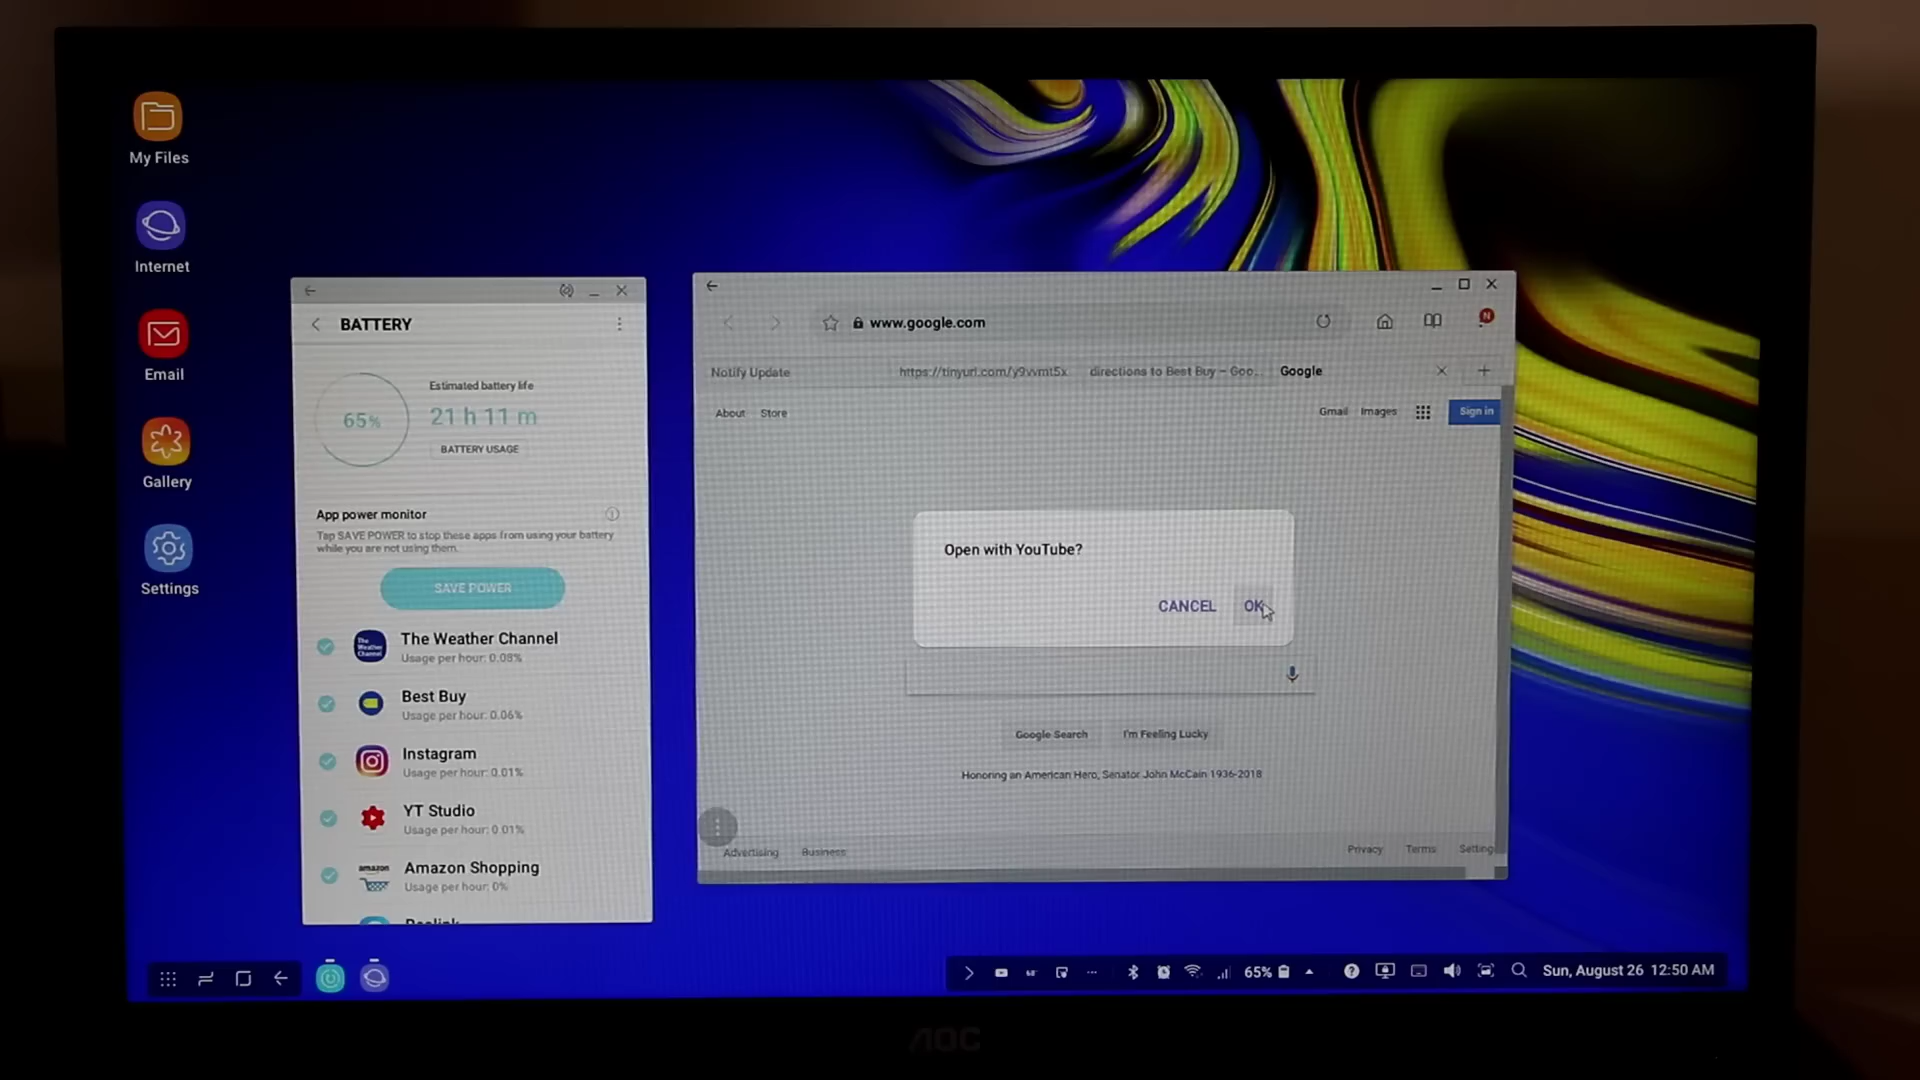 My Files
Internet
Email
Gallery
Settings
BATTERY
65%
Estimated battery life
21 h 11 m
BATTERY USAGE
App power monitor
Tap SAVE POWER to stop these apps from using your battery
while you are not using them.
SAVE POWER
The Weather Channel
Usage per hour: 0.08%
Best Buy
Usage per hour: 0.06%
Instagram
Usage per hour: 0.01%
YT Studio
Usage per hour: 0.01%
amazon
Amazon Shopping
Usage per hour: 0%
www.google.com
N
Notify Update
https://tinyurl.com/y9vvmt5x
directions to Best Buy – Goo...
Google
About
Store
Gmail
Images
Sign in
Open with YouTube?
CANCEL
OK
Google Search
I'm Feeling Lucky
Honoring an American Hero, Senator John McCain 1936-2018
Advertising
Business
Privacy
Terms
Setting
65%
Sun, August 26 12:50 AM
AOC